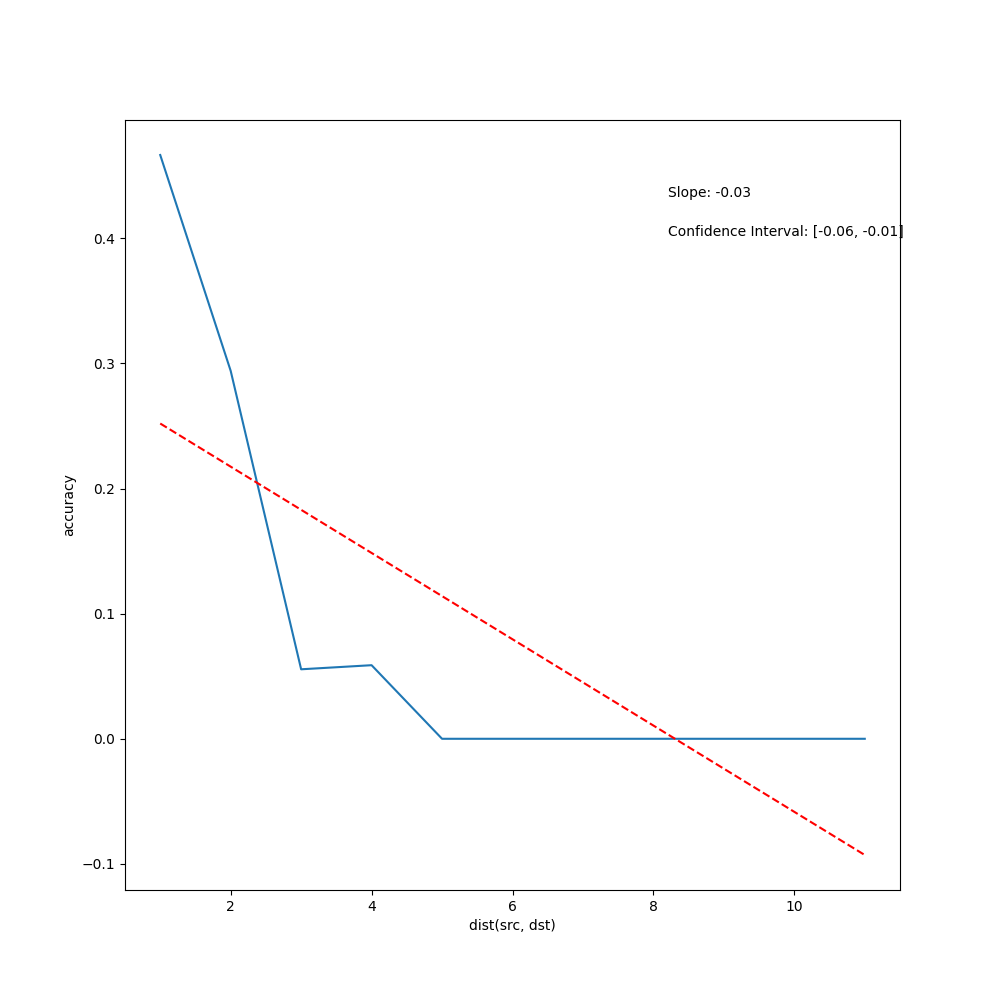 Slope: -0.03
Confidence Interval: [-0.06, -0.01]
0.4
0.3
0.2
0.1
0.0
−0.1
accuracy
2 4 6 8 10
dist(src, dst)